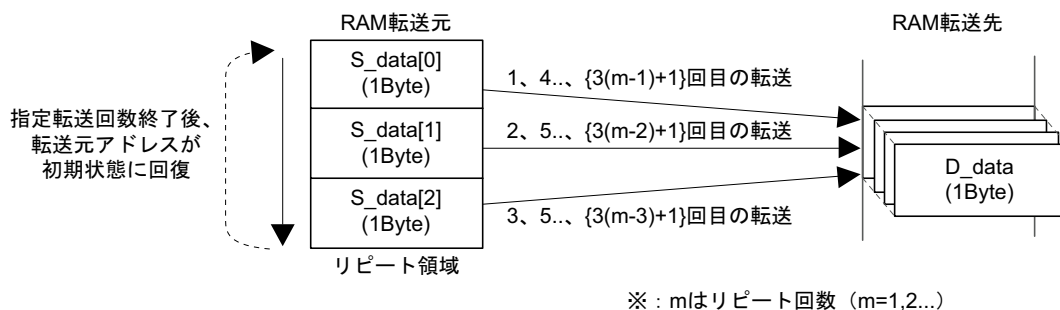 RAM転送元
RAM転送先
S_data[0]
(1Byte)
1、4..、{3(m-1)+1}回目の転送
指定転送回数終了後、
転送元アドレスが
初期状態に回復
S_data[1]
(1Byte)
2、5..、{3(m-2)+1}回目の転送
D_data
(1Byte)
S_data[2]
(1Byte)
3、5..、{3(m-3)+1}回目の転送
リピート領域
※：mはリピート回数（m=1,2...）